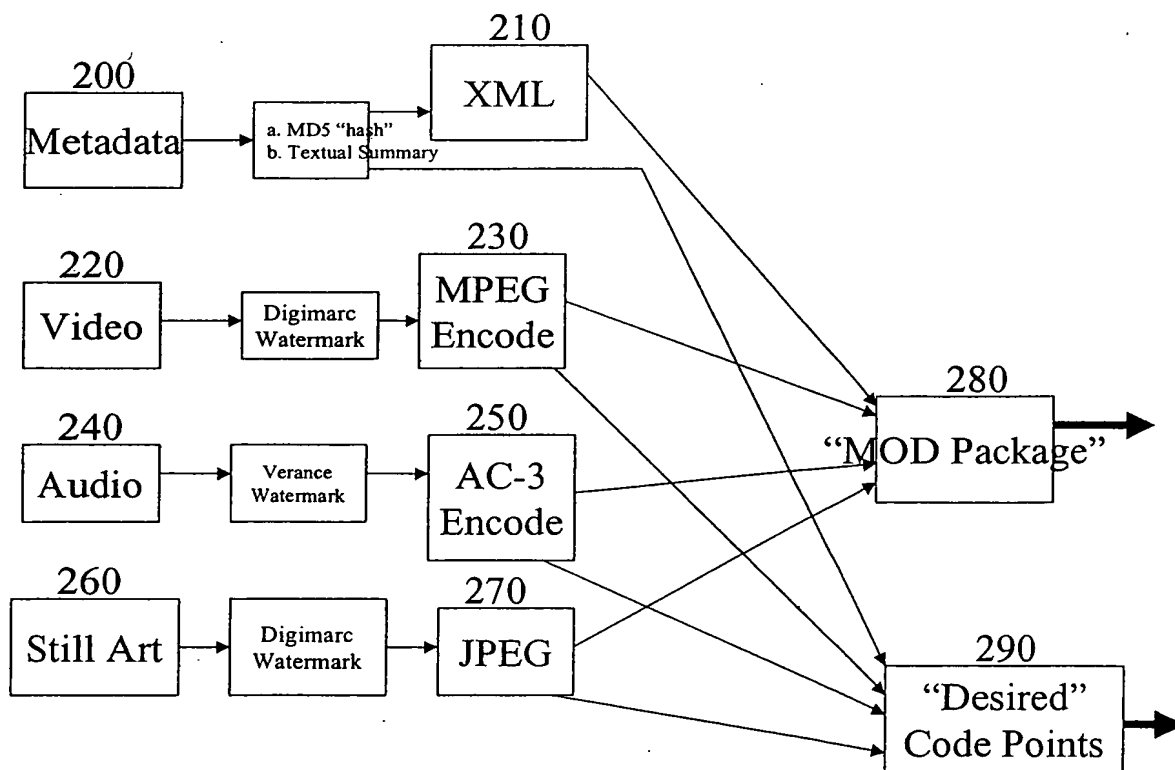 200
Metadata
a. MD5 "hash"
b. Textual Summary
210
XML
220
Video
Digimarc
Watermark
230
MPEG
Encode
240
Audio
Verance
Watermark
250
AC-3
Encode
260
Still Art
Digimarc
Watermark
270
JPEG
280
“MOD Package”
290
“Desired”
Code Points